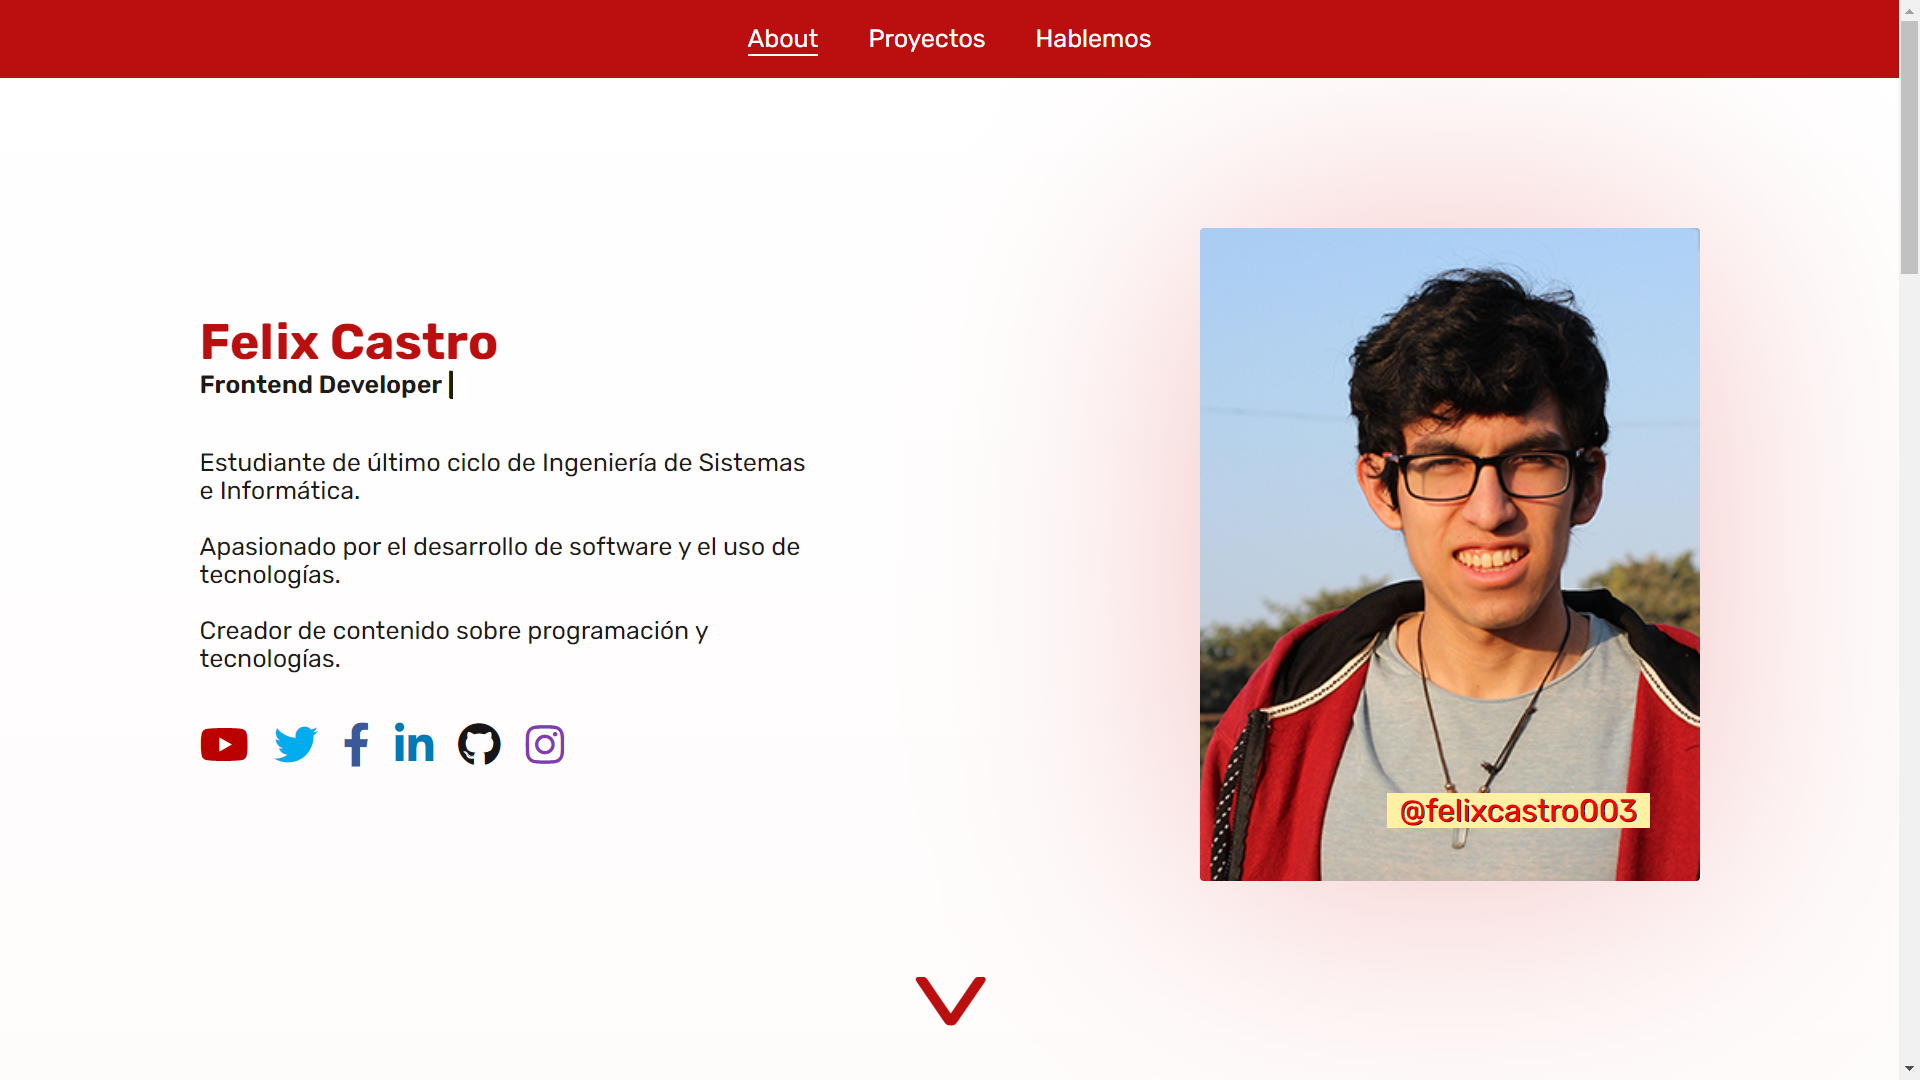 About
Proyectos
Hablemos
Felix Castro
Frontend Developer
Estudiante de último ciclo de Ingeniería de Sistemas
e Informática.
Apasionado por el desarrollo de software y el uso de
tecnologías.
Creador de contenido sobre programación y
tecnologías.
@felixcastro003